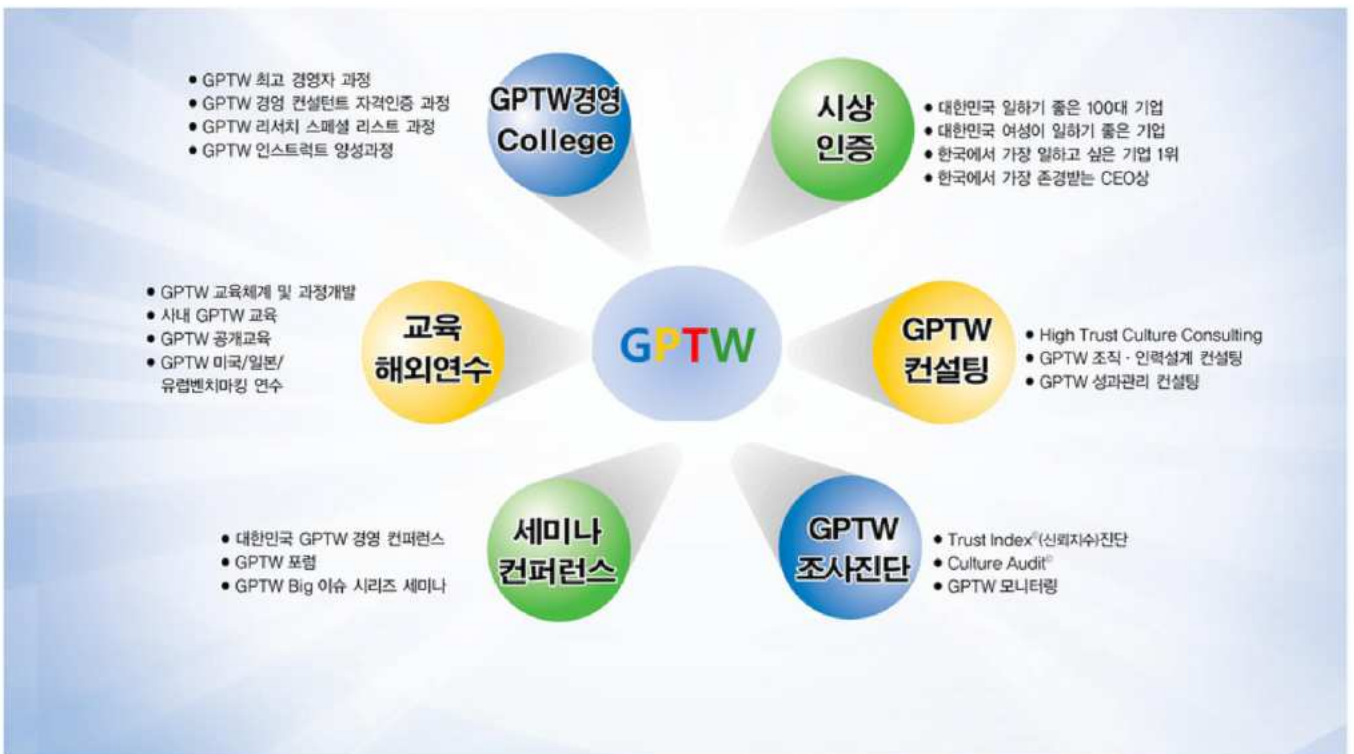 ● GPTW 최고 경영자 과정
● GPTW 경영 컨설턴트 자격인증 과정
● GPTW 리서치 스페셜 리스트 과정
● GPTW 인스트럭트 양성과정
GPTW경영
College
시상
인증
● 대한민국 일하기 좋은 100대 기업
● 대한민국 여성이 일하기 좋은 기업
● 한국에서 가장 일하고 싶은 기업 1위
● 한국에서 가장 존경받는 CEO상
● GPTW 교육체계 및 과정개발
● 사내 GPTW 교육
● GPTW 공개교육
● GPTW 미국/일본/
유럽벤치마킹 연수
교육
해외연수
GPTW
GPTW
컨설팅
● High Trust Culture Consulting
● GPTW 조직 · 인력설계 컨설팅
● GPTW 성과관리 컨설팅
● 대한민국 GPTW 경영 컨퍼런스
● GPTW 포럼
● GPTW Big 이슈 시리즈 세미나
세미나
컨퍼런스
GPTW
조사진단
● Trust Index©(신뢰지수)진단
● Culture Audit©
● GPTW 모니터링